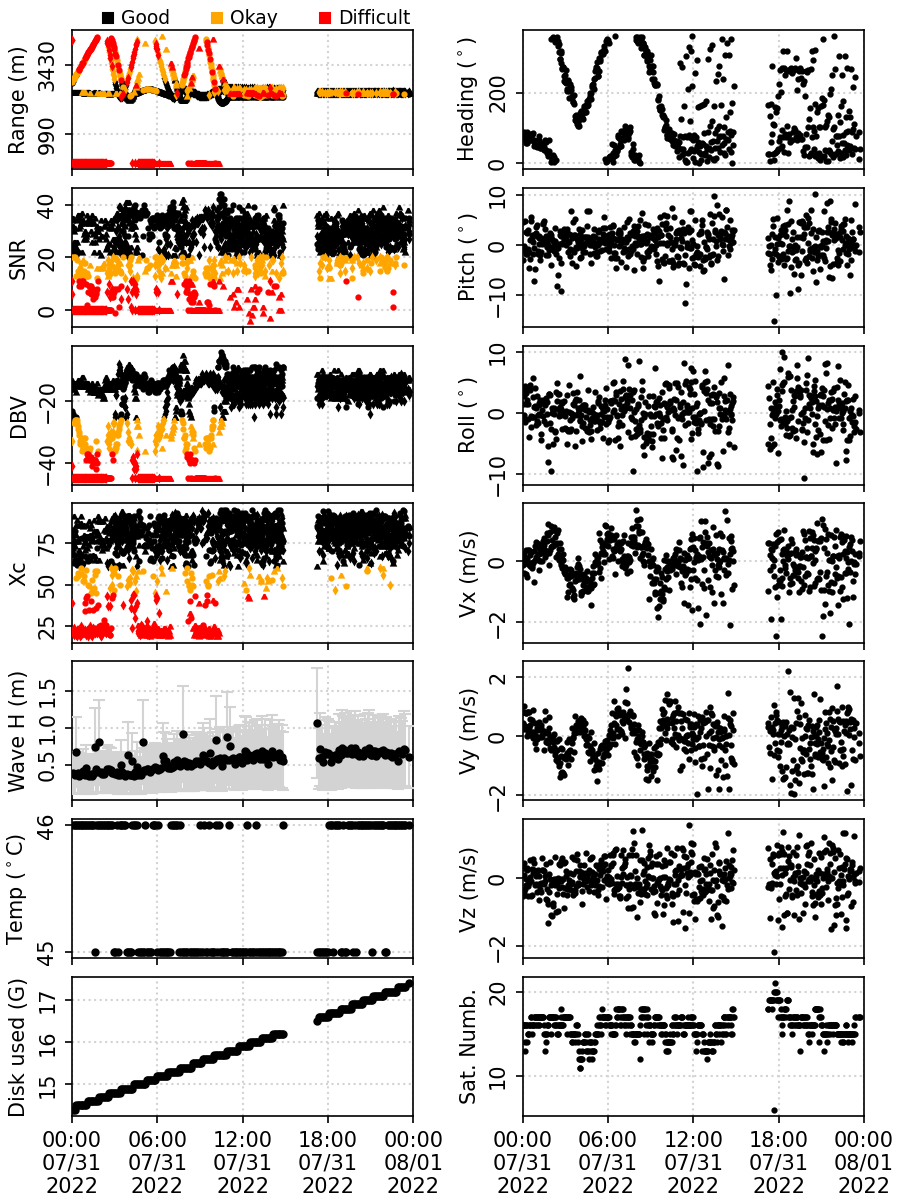 Good Okay Difficult
Range (m)
3430
990
Heading (°)
200
0
SNR
40
20
0
Pitch (°)
10
0
−10
DBV
−20
−40
Roll (°)
10
0
−10
Xc
75
50
25
Vx (m/s)
0
−2
Wave H (m)
1.5
1.0
0.5
Vy (m/s)
2
0
−2
Temp (°C)
46
45
Vz (m/s)
0
−2
Disk used (G)
17
16
15
Sat. Numb.
20
10
00:00 06:00 12:00 18:00 00:00 00:00 06:00 12:00 18:00 00:00
07/31 07/31 07/31 07/31 08/01 07/31 07/31 07/31 07/31 08/01
2022 2022 2022 2022 2022 2022 2022 2022 2022 2022